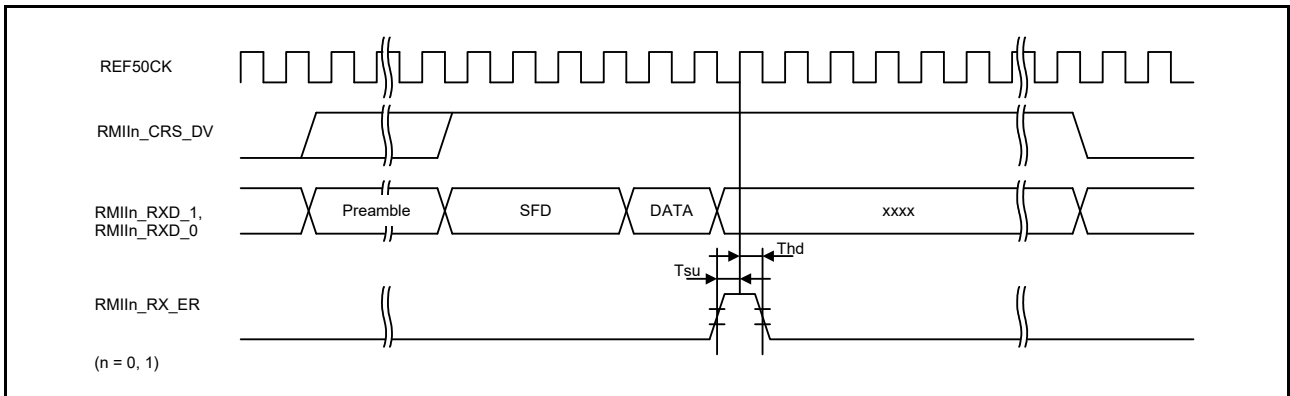 REF50CK
RMIIn_CRS_DV
RMIIn_RXD_1,
RMIIn_RXD_0
Preamble
SFD
DATA
xxxx
Thd
Tsu
RMIIn_RX_ER
(n = 0, 1)